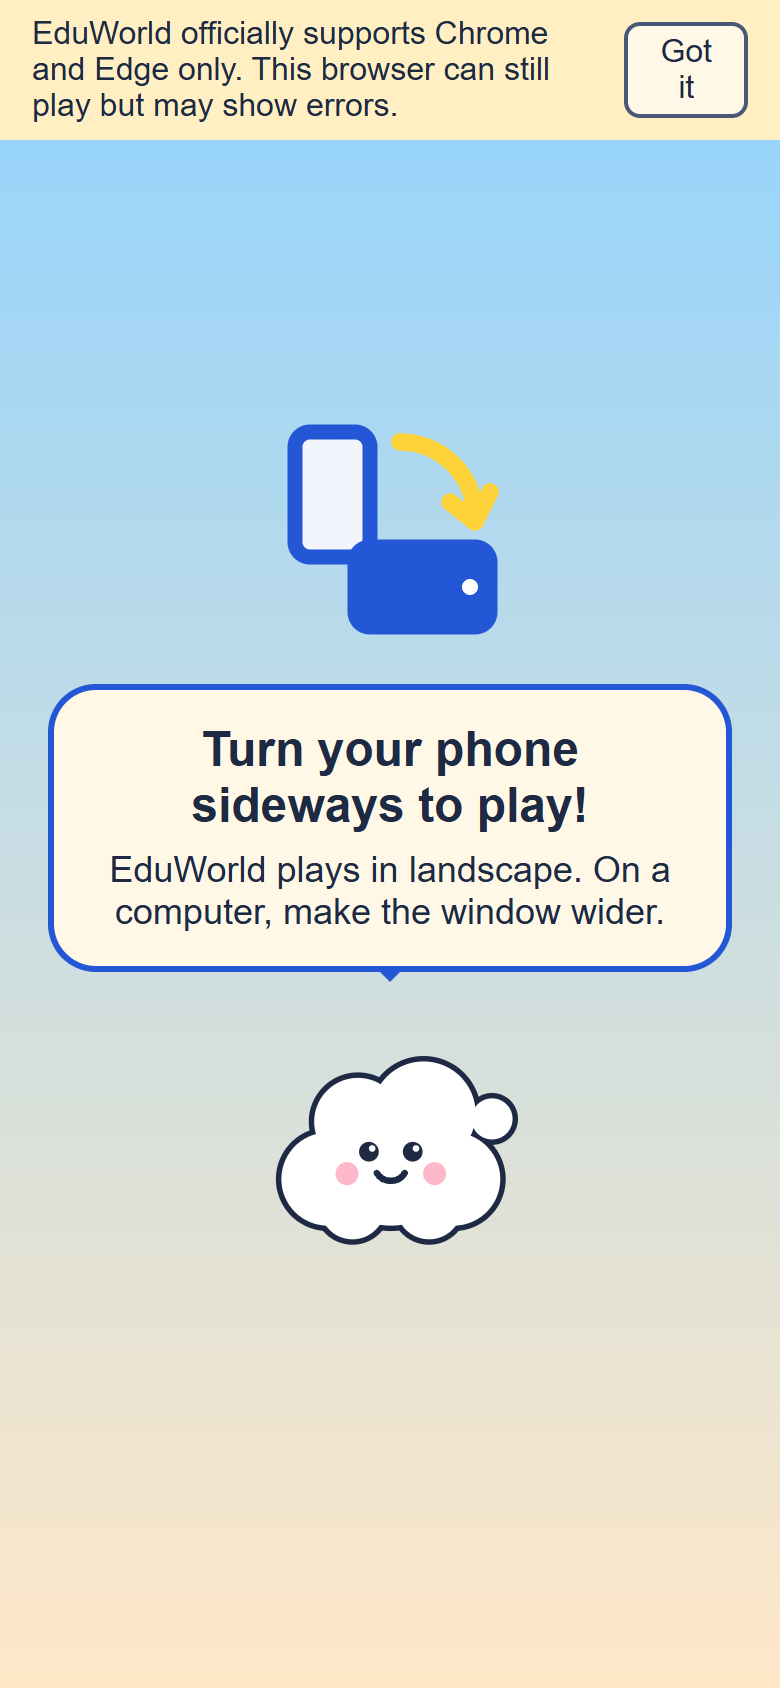 EduWorld officially supports Chrome
and Edge only. This browser can still
play but may show errors.
Got
it
Turn your phone
sideways to play!
EduWorld plays in landscape. On a
computer, make the window wider.